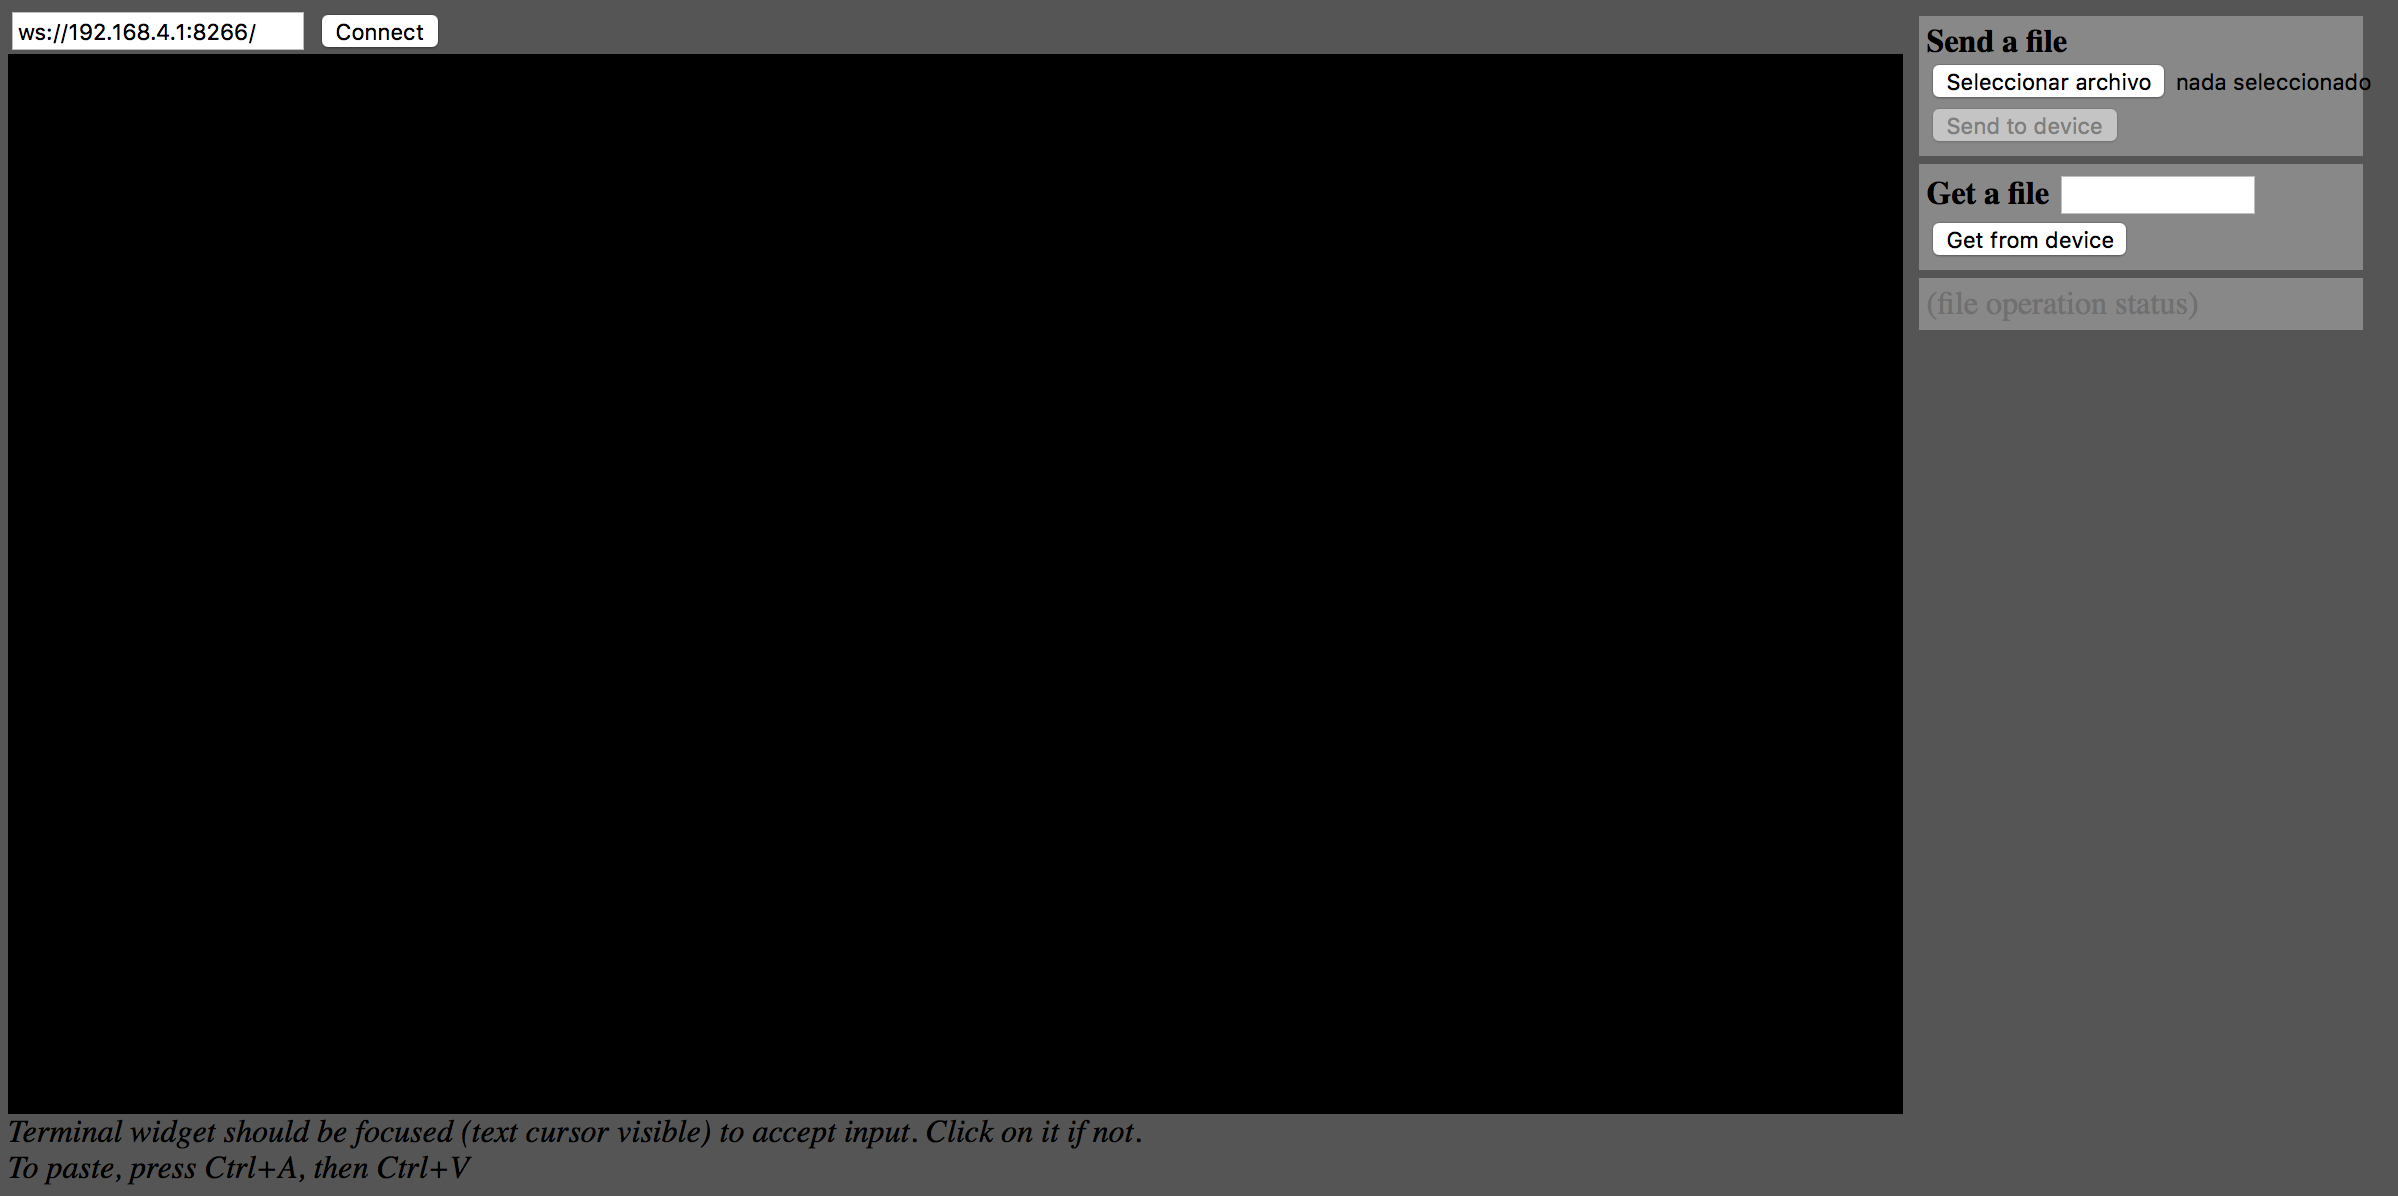 ws://192.168.4.1:8266/ Connect
Send a file
Seleccionar archivo nada seleccionado
Send to device
Get a file
Get from device
(file operation status)
Terminal widget should be focused (text cursor visible) to accept input. Click on it if not.
To paste, press Ctrl+A, then Ctrl+V